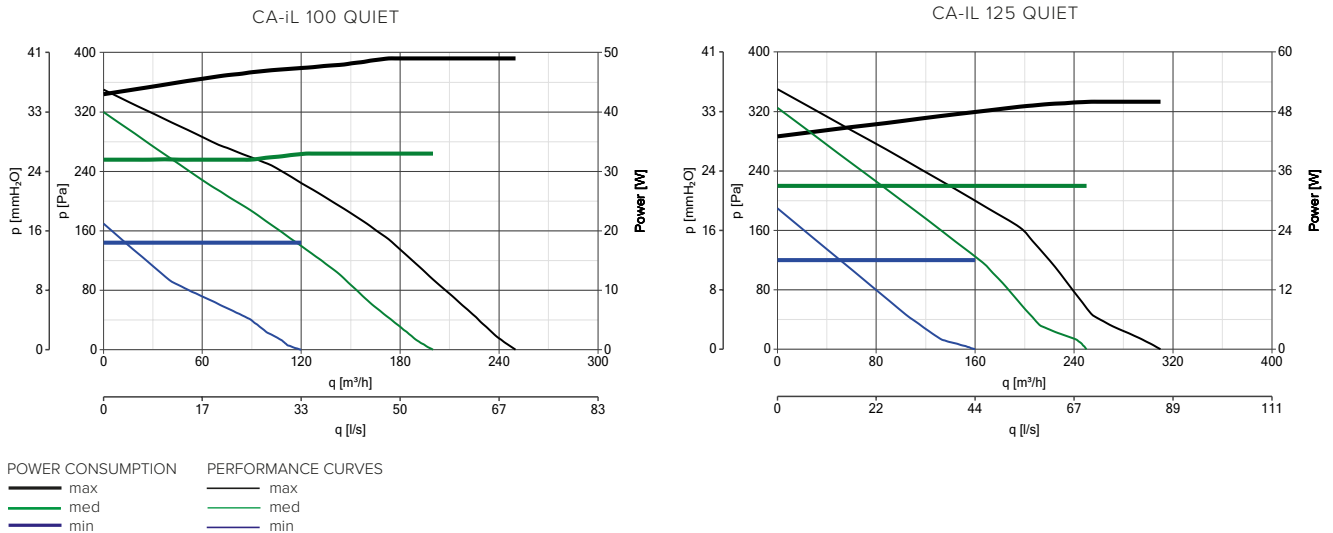 CA-iL 100 QUIET
41 400 50
33 320 40
24 240 30
16 160 20
8 80 10
0 0 0
p [mmH₂O]
p [Pa]
Power [W]
0 60 120 180 240 300
q [m³/h]
0 17 33 50 67 83
q [l/s]
CA-IL 125 QUIET
41 400 60
33 320 48
24 240 36
16 160 24
8 80 12
0 0 0
p [mmH₂O]
p [Pa]
Power [W]
0 80 160 240 320 400
q [m³/h]
0 22 44 67 89 111
q [l/s]
POWER CONSUMPTION
max
med
min
PERFORMANCE CURVES
max
med
min